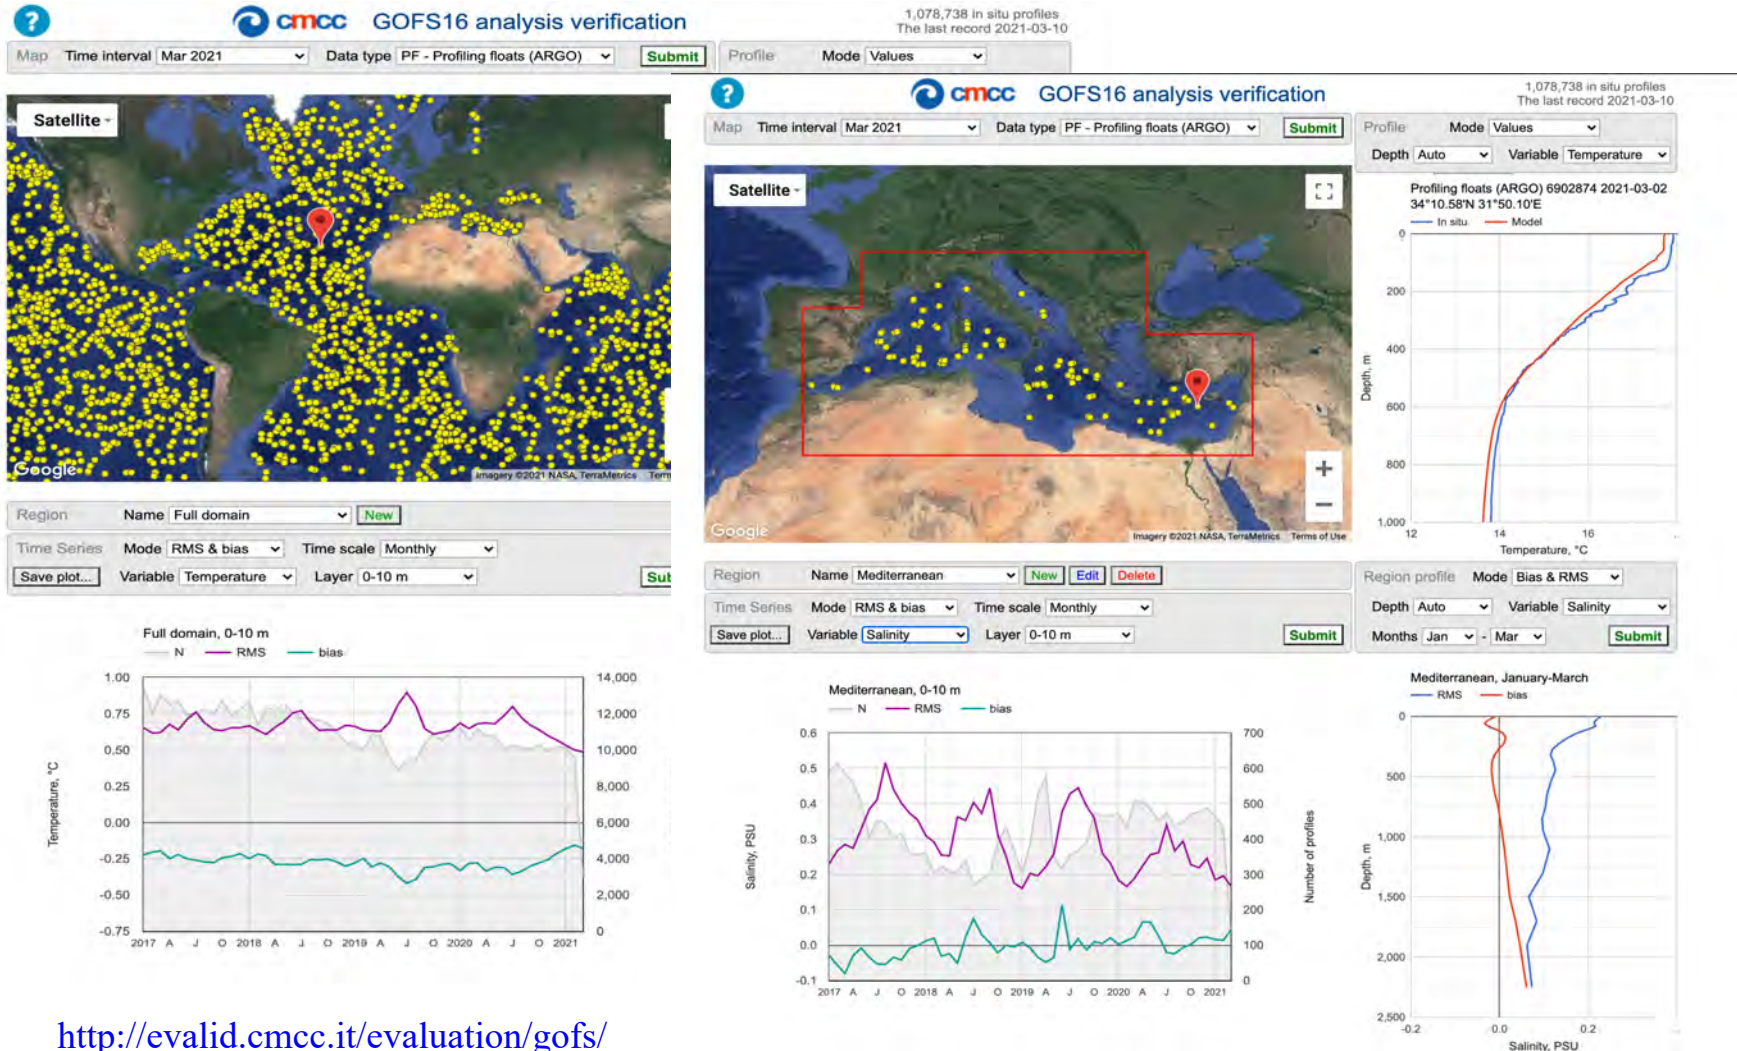 ?
cmcc GOFS16 analysis verification
1,078,738 in situ profiles
The last record 2021-03-10
Map Time interval Mar 2021 Data type PF - Profiling floats (ARGO) Submit Profile Mode Values
Satellite
Google
Imagery ©2021 NASA, TerraMetrics Term
Region Name Full domain New
Time Series Mode RMS & bias Time scale Monthly
Save plot... Variable Temperature Layer 0-10 m Sub
Full domain, 0-10 m
N RMS bias
1.00 14,000
0.75 12,000
0.50 10,000
0.25 8,000
0.00 6,000
-0.25 4,000
-0.50 2,000
-0.75 0
Temperature, °C
2017 A J O 2018 A J O 2019 A J O 2020 A J O 2021
http://evalid.cmcc.it/evaluation/gofs/
?
cmcc GOFS16 analysis verification
1,078,738 in situ profiles
The last record 2021-03-10
Map Time interval Mar 2021 Data type PF - Profiling floats (ARGO) Submit
Profile Mode Values
Depth Auto Variable Temperature
Satellite
Google
Imagery ©2021 NASA, TerraMetrics Terms of Use
+
−
Profiling floats (ARGO) 6902874 2021-03-02
34°10.58'N 31°50.10'E
In situ Model
0
200
400
600
800
1,000
Depth, m
12 14 16
Temperature, °C
Region Name Mediterranean New Edit Delete
Time Series Mode RMS & bias Time scale Monthly
Save plot... Variable Salinity Layer 0-10 m Submit
Region profile Mode Bias & RMS
Depth Auto Variable Salinity
Months Jan - Mar Submit
Mediterranean, 0-10 m
N RMS bias
0.6 700
0.5 600
0.4 500
0.3 400
0.2 300
0.1 200
0.0 100
-0.1 0
Salinity, PSU
Number of profiles
2017 A J O 2018 A J O 2019 A J O 2020 A J O 2021
Mediterranean, January-March
RMS bias
0
500
1,000
1,500
2,000
2,500
Depth, m
-0.2 0.0 0.2
Salinity, PSU